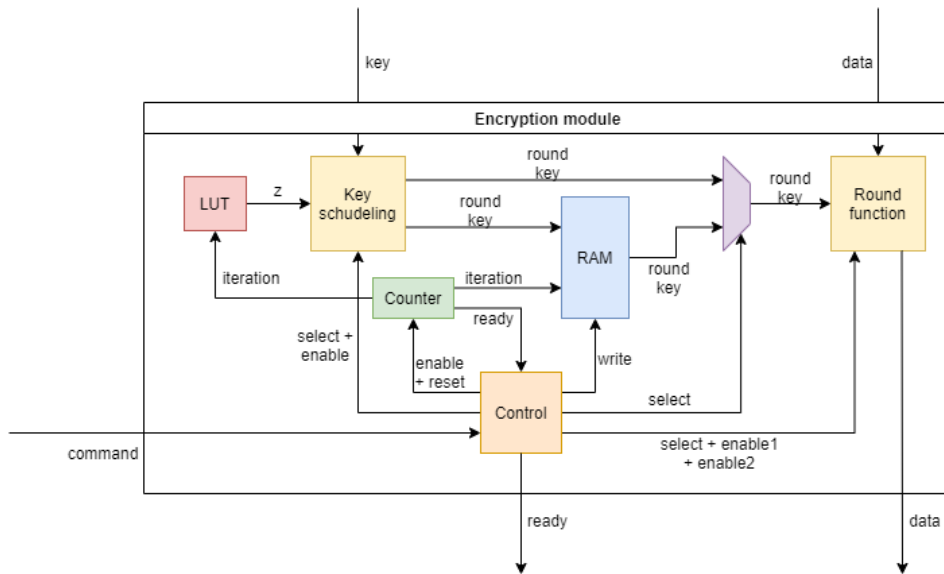 key
data
Encryption module
round
key
LUT
z
Key
schudeling
round
key
round
key
Round
function
RAM
round
key
iteration
iteration
Counter
ready
select +
enable
enable
+ reset
write
Control
select
command
select + enable1
+ enable2
ready
data